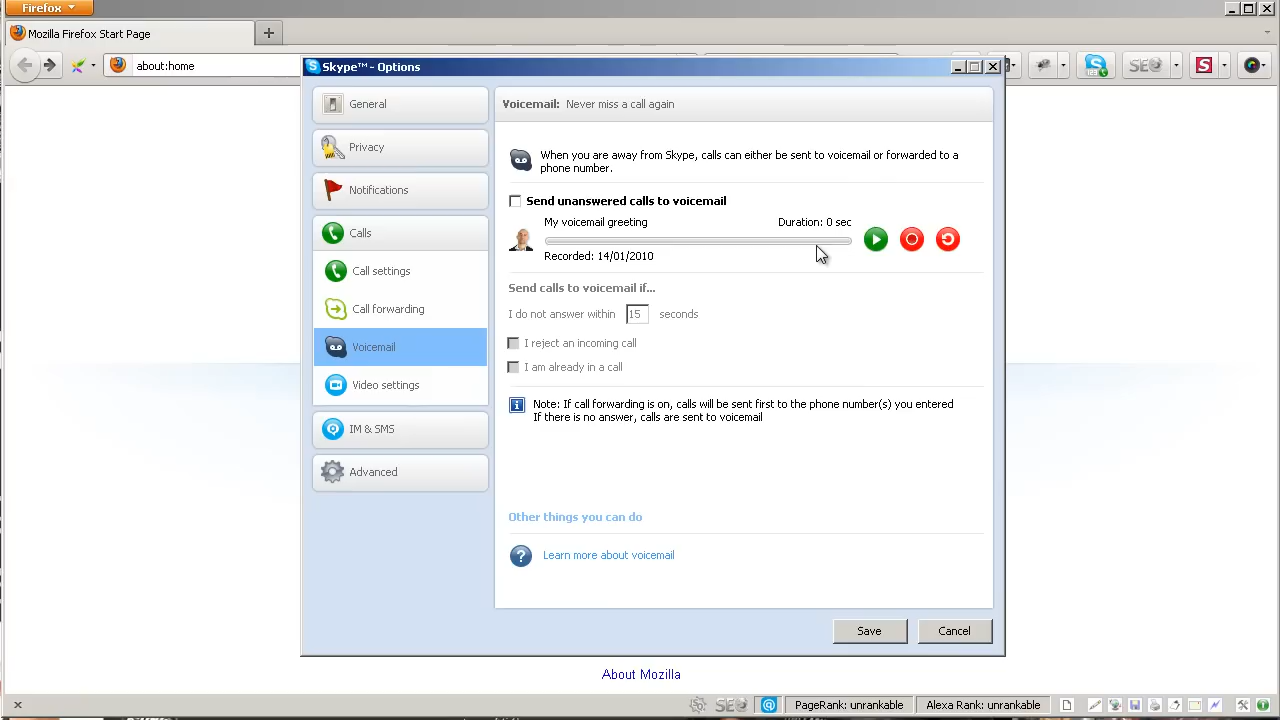 Firefox
Mozilla Firefox Start Page
about:home
Skype™ - Options
General
Privacy
Notifications
Calls
Call settings
Call forwarding
Voicemail
Video settings
IM & SMS
Advanced
Voicemail: Never miss a call again
When you are away from Skype, calls can either be sent to voicemail or forwarded to a
phone number.
Send unanswered calls to voicemail
My voicemail greeting Duration: 0 sec
Recorded: 14/01/2010
Send calls to voicemail if...
I do not answer within 15 seconds
I reject an incoming call
I am already in a call
Note: If call forwarding is on, calls will be sent first to the phone number(s) you entered
If there is no answer, calls are sent to voicemail
Other things you can do
Learn more about voicemail
Save Cancel
SEO
S
About Mozilla
SEO PageRank: unrankable Alexa Rank: unrankable